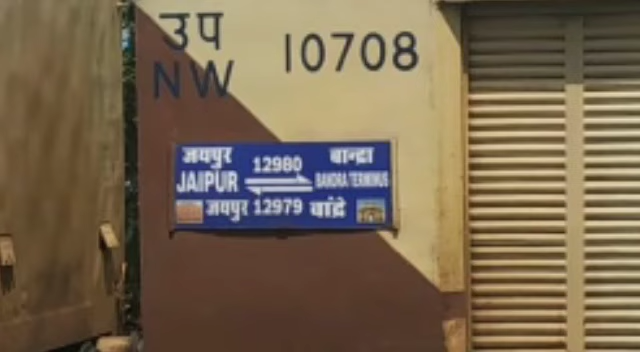 उप
NW 10708
जयपुर 12980 बान्द्रा
JAIPUR BANDRA TERMINUS
जयपुर 12979 वांद्रे